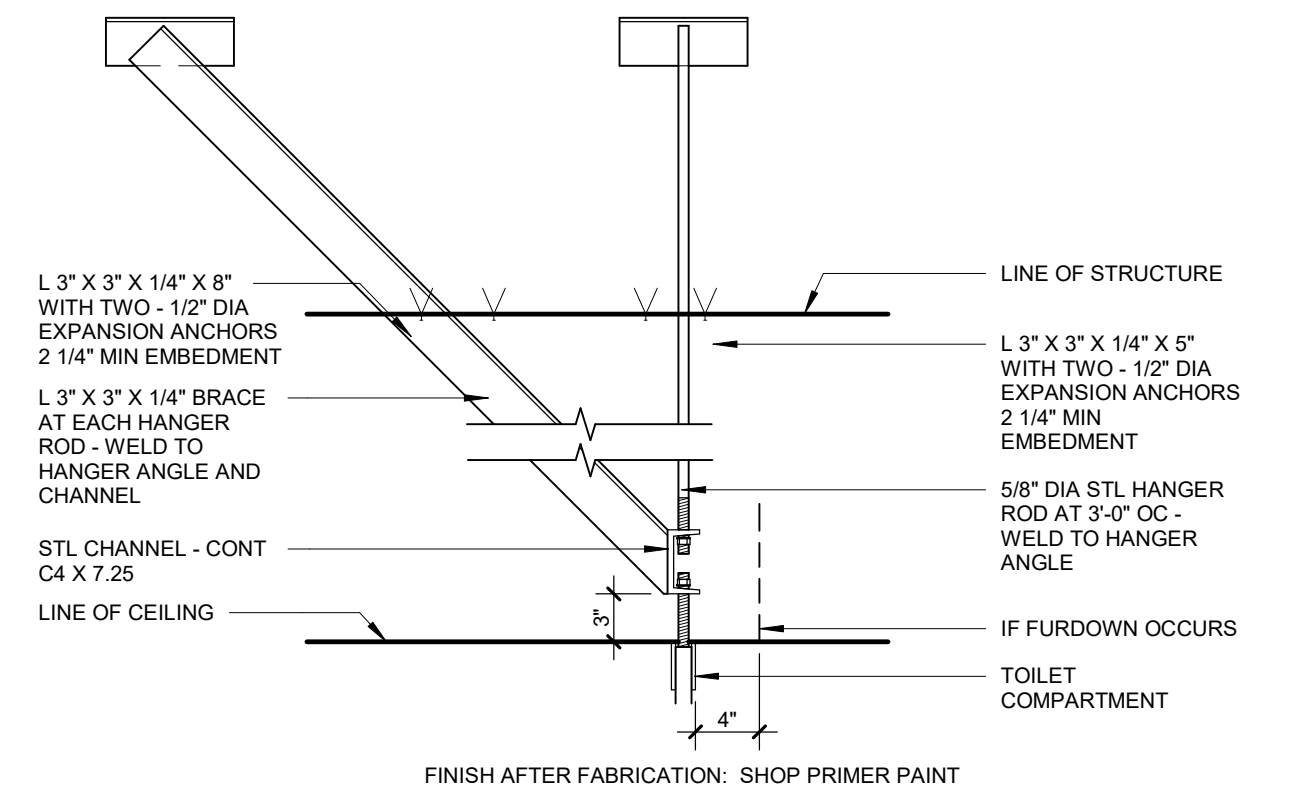 L 3" X 3" X 1/4" X 8"
WITH TWO - 1/2" DIA
EXPANSION ANCHORS
2 1/4" MIN EMBEDMENT
L 3" X 3" X 1/4" BRACE
AT EACH HANGER
ROD - WELD TO
HANGER ANGLE AND
CHANNEL
STL CHANNEL - CONT
C4 X 7.25
LINE OF CEILING
3"
4"
LINE OF STRUCTURE
L 3" X 3" X 1/4" X 5"
WITH TWO - 1/2" DIA
EXPANSION ANCHORS
2 1/4" MIN
EMBEDMENT
5/8" DIA STL HANGER
ROD AT 3'-0" OC -
WELD TO HANGER
ANGLE
IF FURDOWN OCCURS
TOILET
COMPARTMENT
FINISH AFTER FABRICATION: SHOP PRIMER PAINT